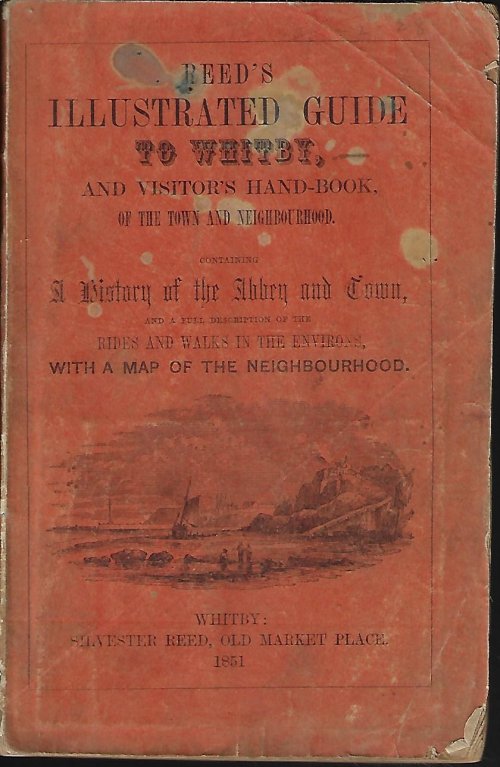 REED'S
ILLUSTRATED GUIDE
TO WHITBY,
AND VISITOR'S HAND-BOOK,
OF THE TOWN AND NEIGHBOURHOOD.
CONTAINING
A History of the Abbey and Town,
AND A FULL DESCRIPTION OF THE
RIDES AND WALKS IN THE ENVIRONS,
WITH A MAP OF THE NEIGHBOURHOOD.
WHITBY:
SILVESTER REED, OLD MARKET PLACE.
1851